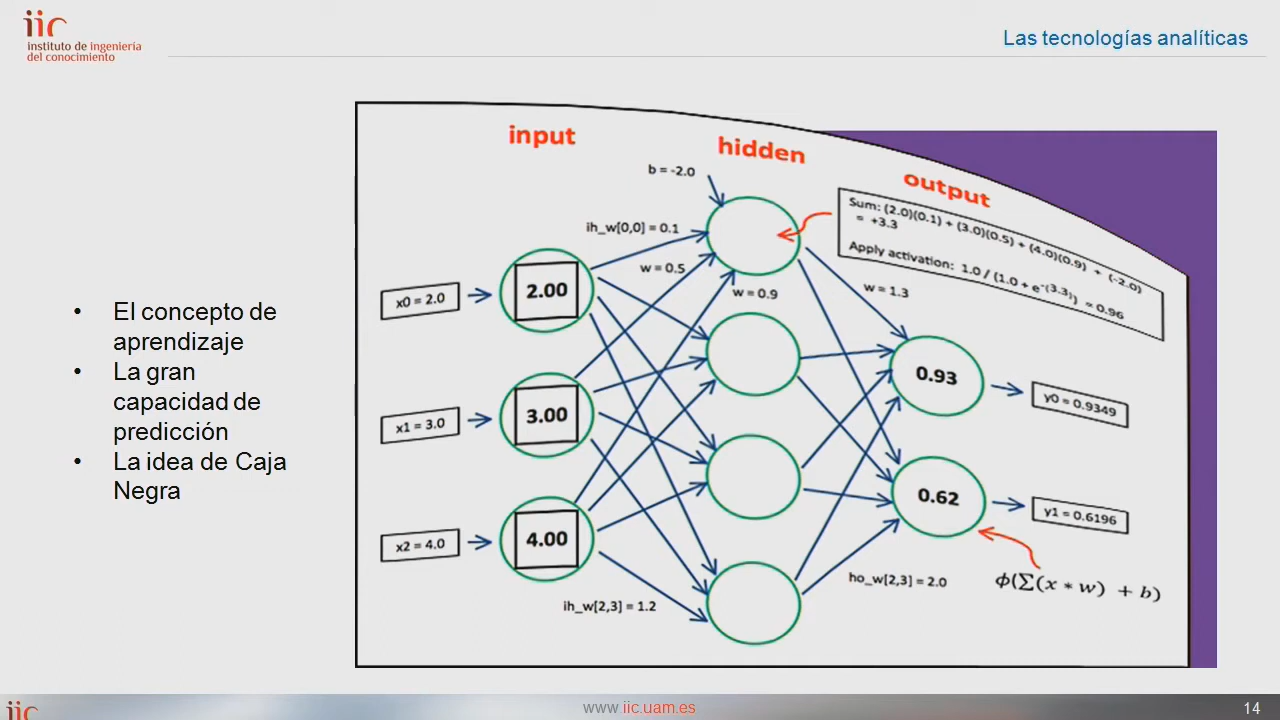 iic
instituto de ingeniería
del conocimiento
Las tecnologías analíticas
• El concepto de
aprendizaje
• La gran
capacidad de
predicción
• La idea de Caja
Negra
input
hidden
output
b = -2.0
ih_w[0,0] = 0.1
w = 0.5
w = 0.9
Sum: (2.0)(0.1) + (3.0)(0.5) + (4.0)(0.9) + (-2.0)
= +3.3
Apply activation: 1.0 / (1.0 + e^-(3.3)) = 0.96
w = 1.3
x0 = 2.0
2.00
x1 = 3.0
3.00
x2 = 4.0
4.00
0.93
y0 = 0.9349
0.62
y1 = 0.6196
ih_w[2,3] = 1.2
ho_w[2,3] = 2.0
ϕ(∑(x * w) + b)
iic
www iic.uam.es
14